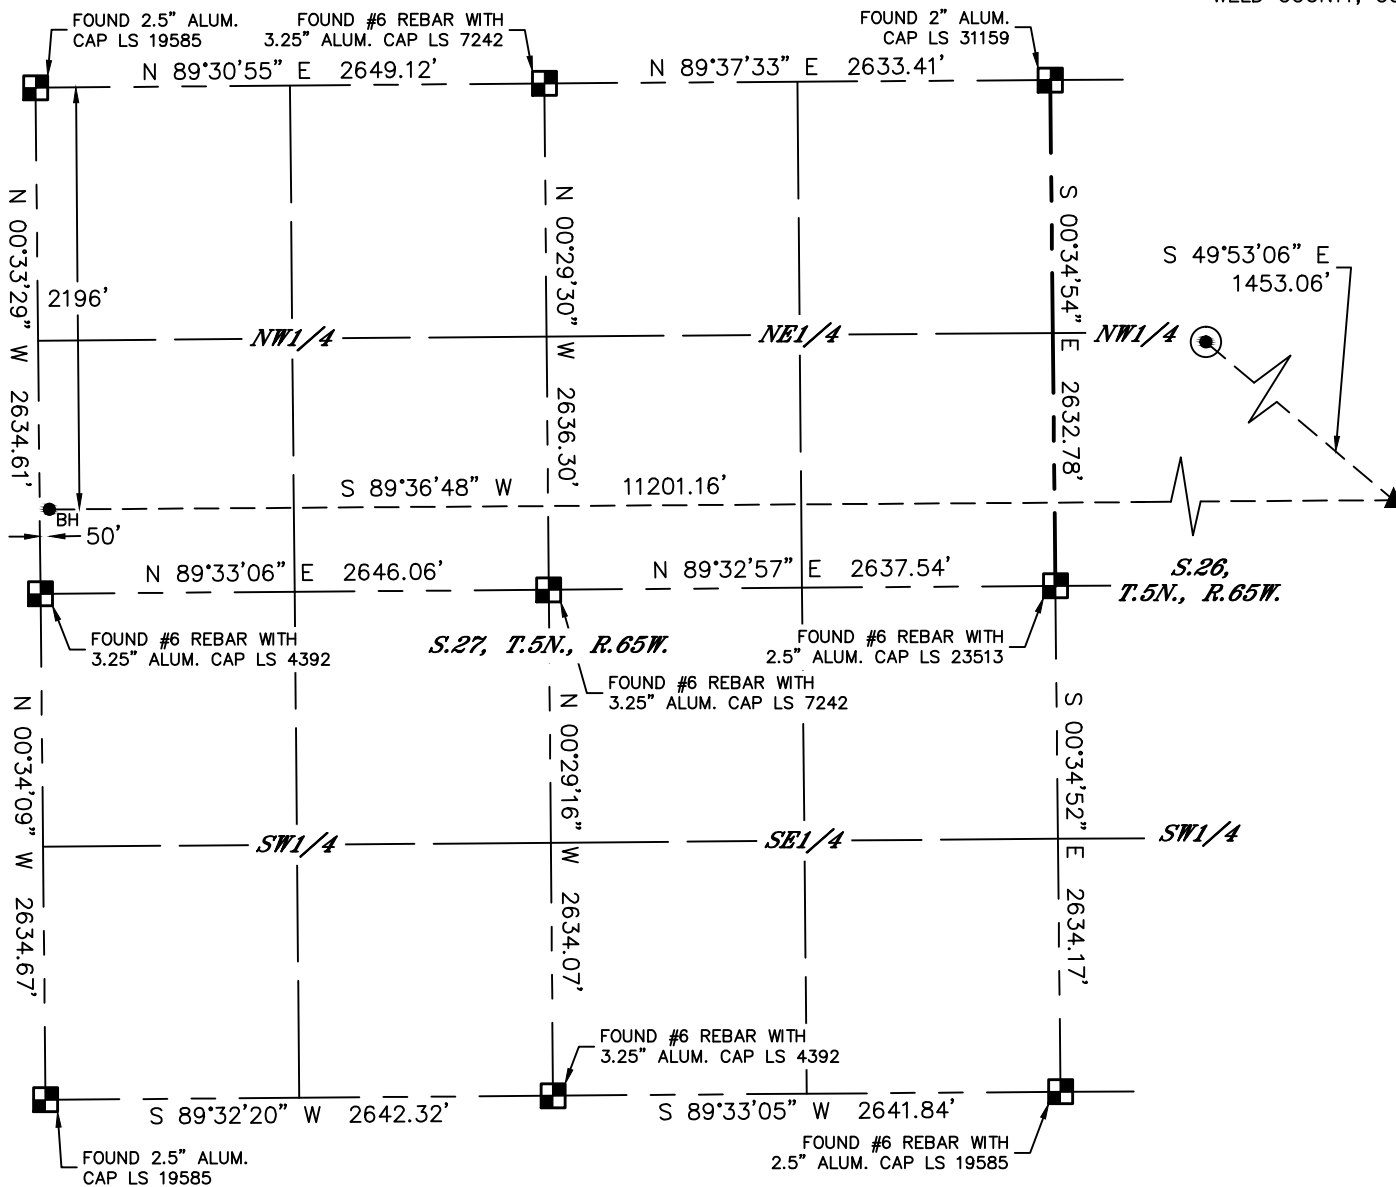 FOUND 2.5" ALUM.
CAP LS 19585
FOUND #6 REBAR WITH
3.25" ALUM. CAP LS 7242
FOUND 2" ALUM.
CAP LS 31159
N 89°30'55" E 2649.12'
N 89°37'33" E 2633.41'
N 00°33'29" W 2634.61'
2196'
N 00°29'30" W 2636.30'
S 00°34'54" E 2632.78'
S 49°53'06" E
1453.06'
NW1/4
NE1/4
NW1/4
S 89°36'48" W 11201.16'
BH
50'
N 89°33'06" E 2646.06'
N 89°32'57" E 2637.54'
S.26,
T.5N., R.65W.
FOUND #6 REBAR WITH
3.25" ALUM. CAP LS 4392
S.27, T.5N., R.65W.
FOUND #6 REBAR WITH
2.5" ALUM. CAP LS 23513
FOUND #6 REBAR WITH
3.25" ALUM. CAP LS 7242
N 00°34'09" W 2634.67'
N 00°29'16" W 2634.07'
S 00°34'52" E 2634.17'
SW1/4
SE1/4
SW1/4
FOUND #6 REBAR WITH
3.25" ALUM. CAP LS 4392
S 89°32'20" W 2642.32'
S 89°33'05" W 2641.84'
FOUND 2.5" ALUM.
CAP LS 19585
FOUND #6 REBAR WITH
2.5" ALUM. CAP LS 19585